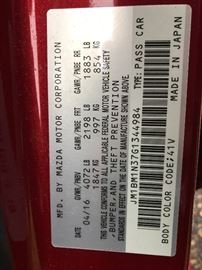 MFD. BY MAZDA MOTOR CORPORATION
04/16 GVWR/PNBV GAWR/PNBE FRT GAWR/PNBE RR
4072 LB 2198 LB 1883 LB
1847 KG 997 KG 854 KG
THIS VEHICLE CONFORMS TO ALL APPLICABLE FEDERAL MOTOR VEHICLE SAFETY
, BUMPER, AND THEFT PREVENTION
STANDARDS IN EFFECT ON THE DATE OF MANUFACTURE SHOWN ABOVE.
JM1BM1N37G1344984 TYPE: PASS CAR
BODY COLOR CODE:41V MADE IN JAPAN